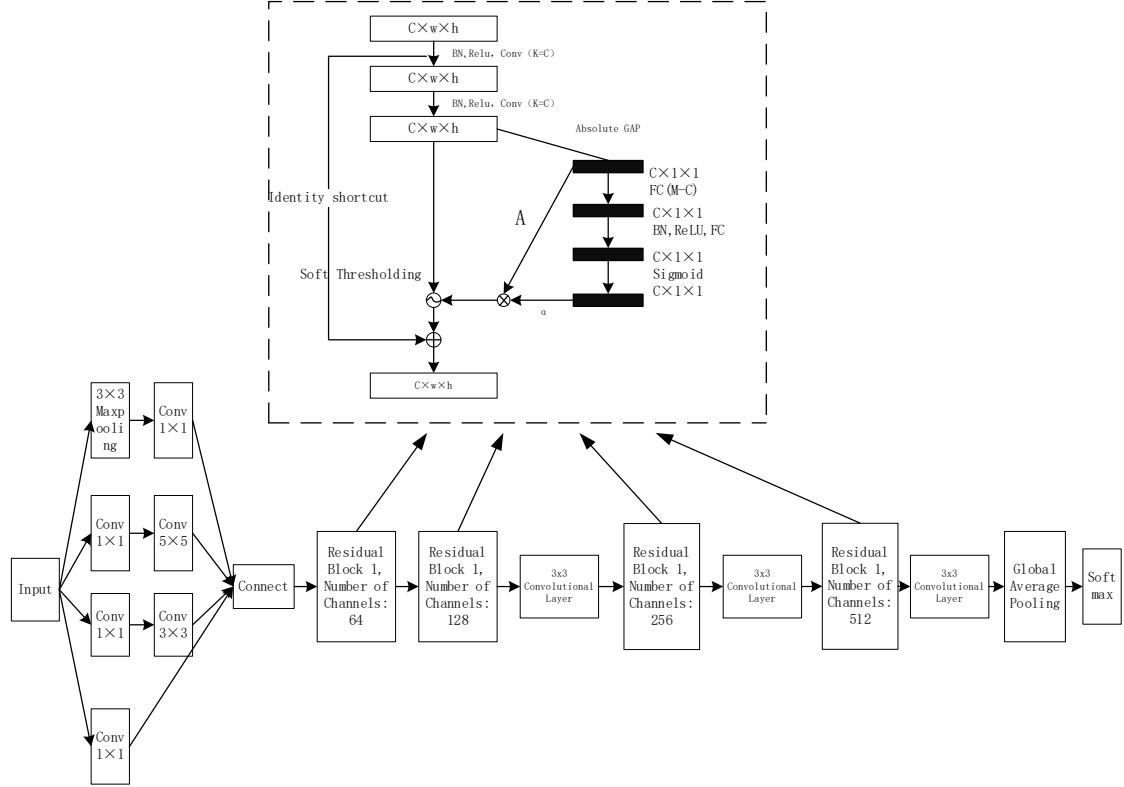 C×w×h
BN,Relu, Conv (K=C)
C×w×h
BN,Relu, Conv (K=C)
C×w×h
Absolute GAP
C×1×1
FC(M-C)
Identity shortcut
A
C×1×1
BN,ReLU,FC
C×1×1
Soft Thresholding
Sigmoid
C×1×1
α
C×w×h
3×3
Maxp
ooli
ng
Conv
1×1
Conv
1×1
Conv
5×5
Input
Conv
1×1
Conv
3×3
Conv
1×1
Connect
Residual
Block 1,
Number of
Channels:
64
Residual
Block 1,
Number of
Channels:
128
3x3
Convolutional
Layer
Residual
Block 1,
Number of
Channels:
256
3x3
Convolutional
Layer
Residual
Block 1,
Number of
Channels:
512
3x3
Convolutional
Layer
Global
Average
Pooling
Soft
max